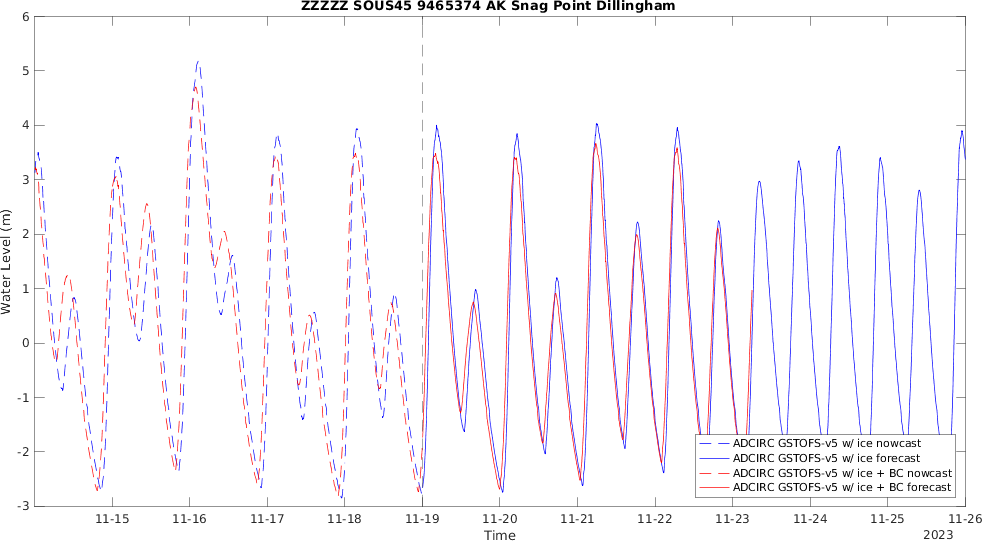 ZZZZZ SOUS45 9465374 AK Snag Point Dillingham
Water Level (m)
6
5
4
3
2
1
0
-1
-2
-3
ADCIRC GSTOFS-v5 w/ ice nowcast
ADCIRC GSTOFS-v5 w/ ice forecast
ADCIRC GSTOFS-v5 w/ ice + BC nowcast
ADCIRC GSTOFS-v5 w/ ice + BC forecast
11-15 11-16 11-17 11-18 11-19 11-20 11-21 11-22 11-23 11-24 11-25 11-26
Time
2023